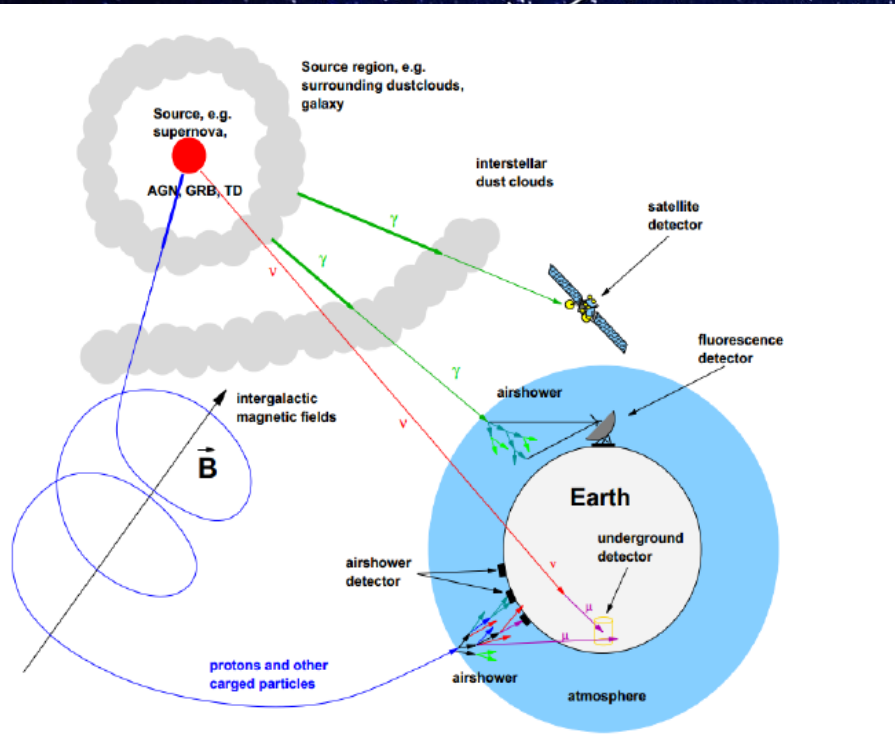 Source region, e.g.
surrounding dustclouds,
galaxy
Source, e.g.
supernova,
AGN, GRB, TD
interstellar
dust clouds
satellite
detector
γ
γ
ν
fluorescence
detector
γ
airshower
intergalactic
magnetic fields
ν
B
Earth
underground
detector
airshower
detector
ν
μ
μ
protons and other
carged particles
airshower
atmosphere